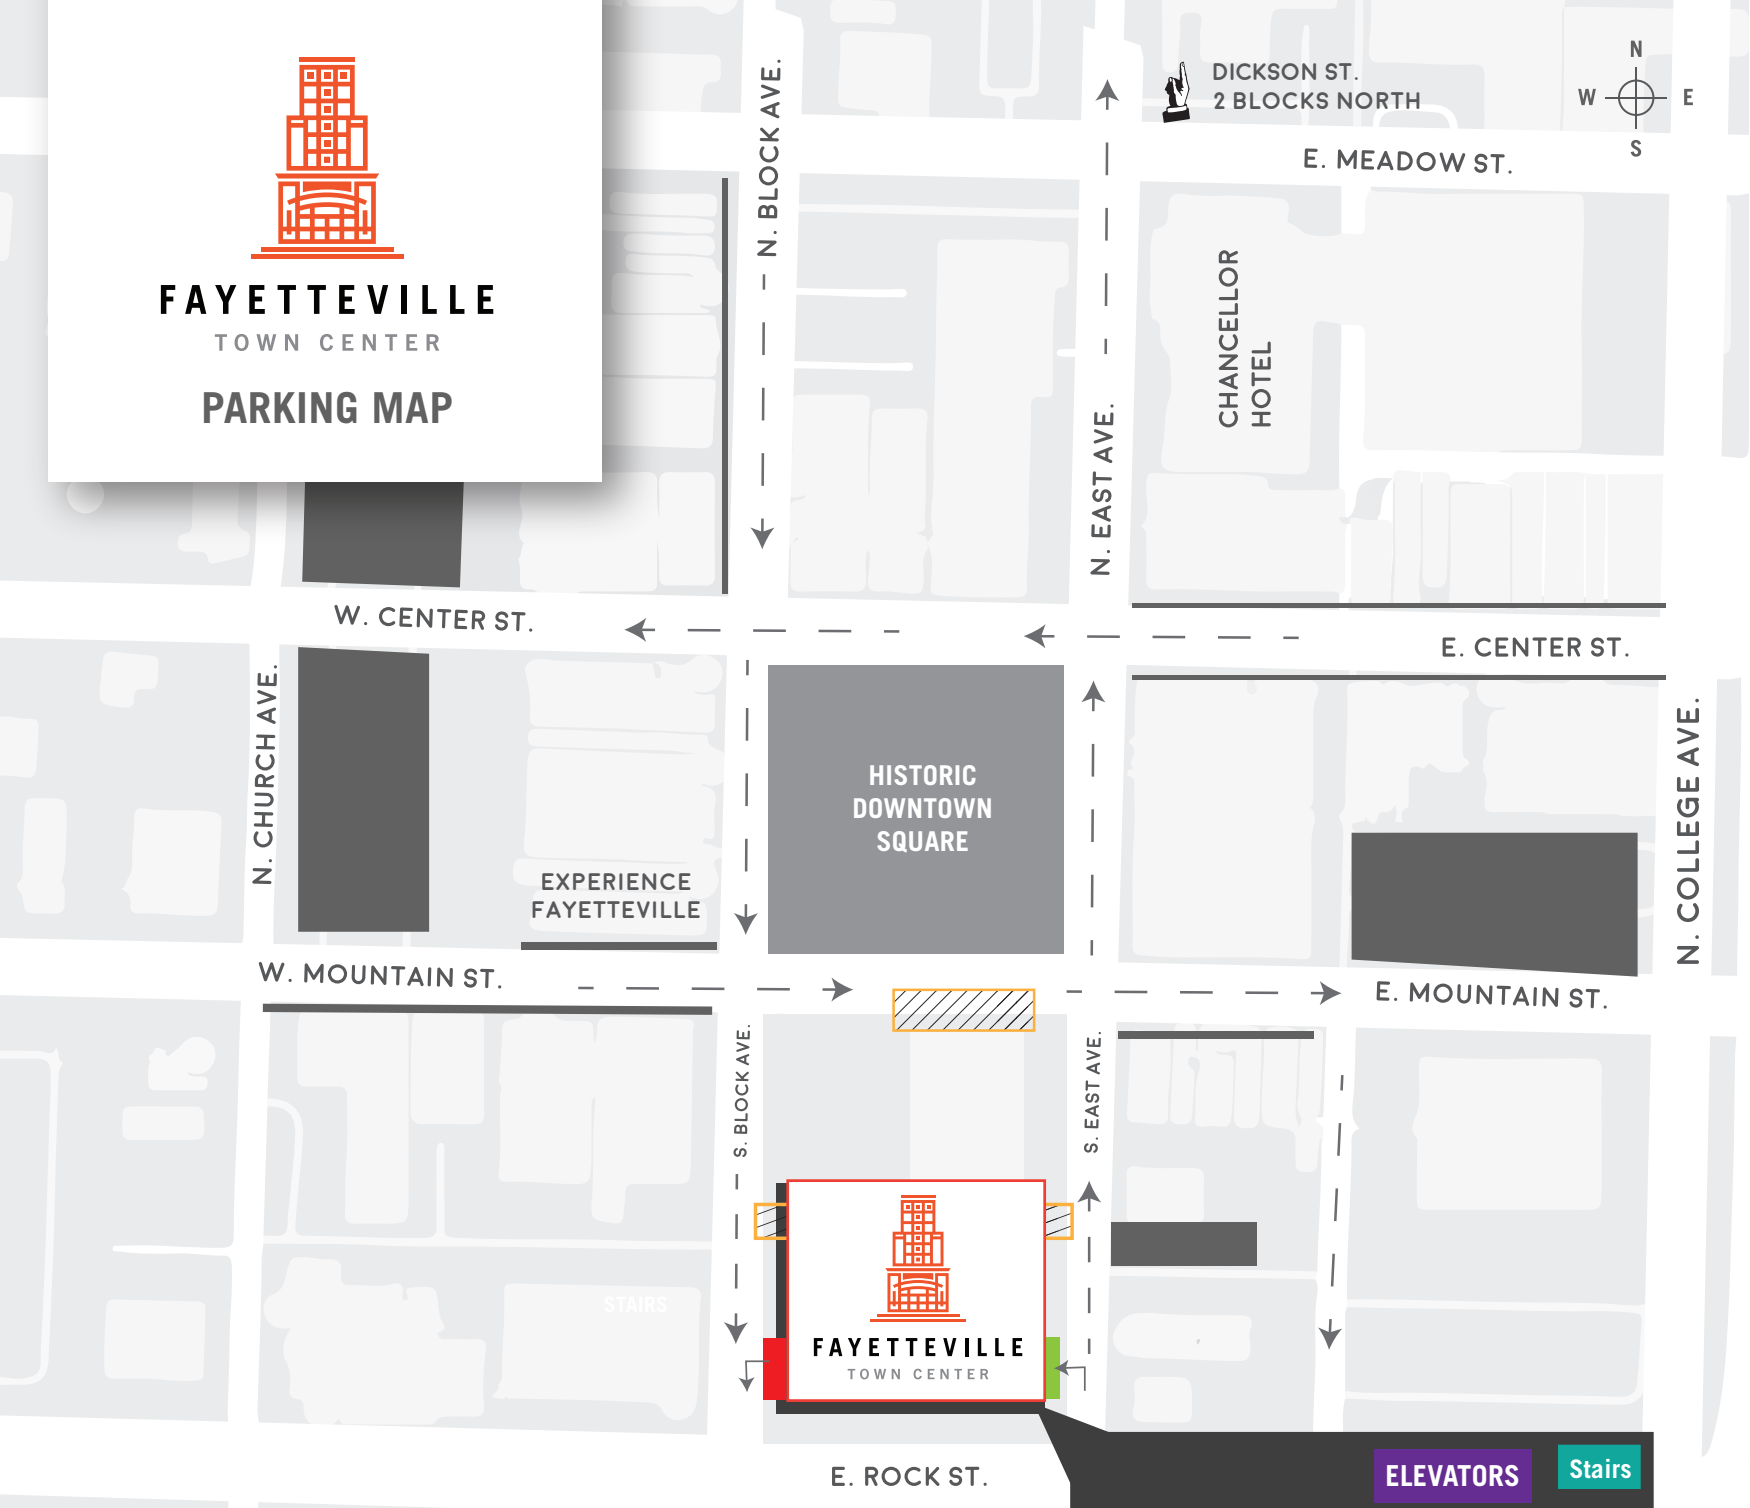 FAYETTEVILLE
TOWN CENTER
PARKING MAP
N. BLOCK AVE.
DICKSON ST.
2 BLOCKS NORTH
N
W
E
S
E. MEADOW ST.
CHANCELLOR
HOTEL
N. EAST AVE.
W. CENTER ST.
E. CENTER ST.
N. CHURCH AVE.
HISTORIC
DOWNTOWN
SQUARE
N. COLLEGE AVE.
EXPERIENCE
FAYETTEVILLE
W. MOUNTAIN ST.
E. MOUNTAIN ST.
S. BLOCK AVE.
S. EAST AVE.
STAIRS
FAYETTEVILLE
TOWN CENTER
E. ROCK ST.
ELEVATORS
Stairs